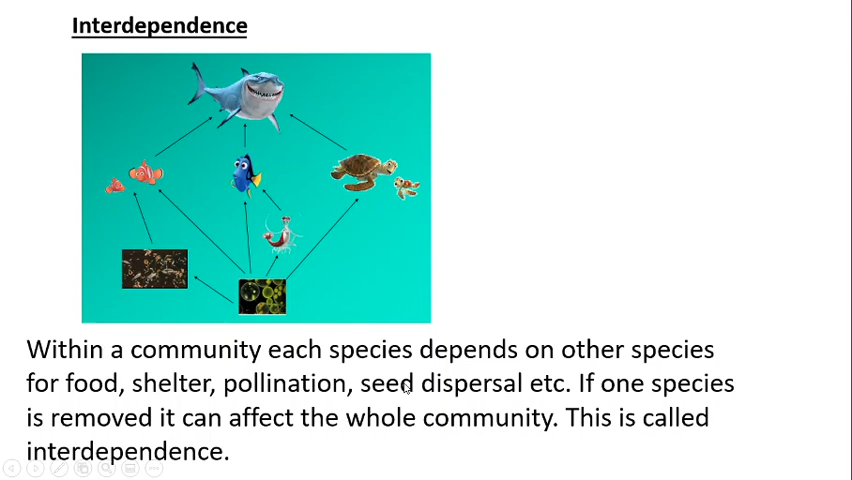 Interdependence
Within a community each species depends on other species
for food, shelter, pollination, seed dispersal etc. If one species
is removed it can affect the whole community. This is called
interdependence.